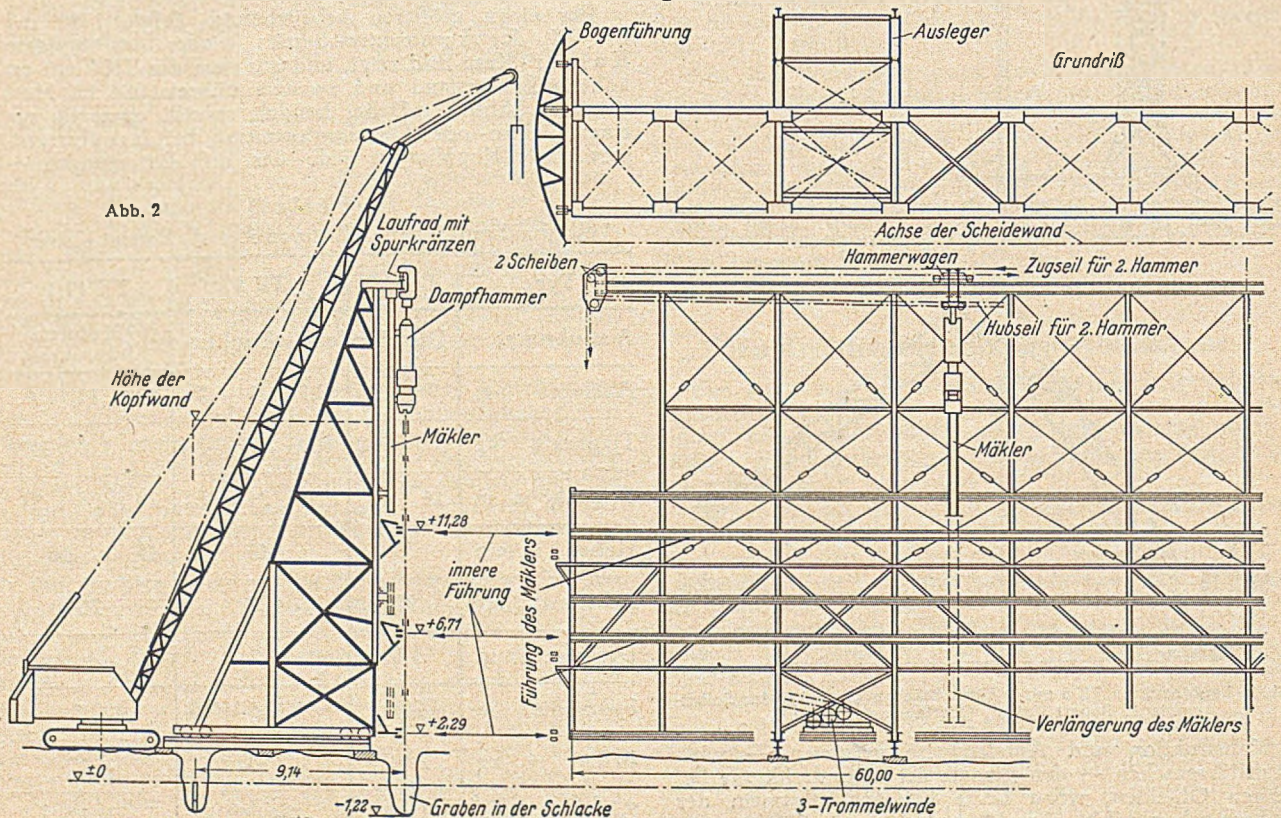 Bogenführung
Ausleger
Grundriß
Abb. 2
Laufrad mit
Spurkränzen
Achse der Scheidewand
2 Scheiben
Hammerwagen
Zugseil für 2. Hammer
Dampfhammer
Hubseil für 2. Hammer
Höhe der
Kopfwand
Mäkler
Mäkler
+11,28
innere
Führung
Führung des Mäklers
+6,71
+2,29
Verlängerung des Mäklers
±0
9,14
60,00
-1,22
Graben in der Schlacke
3-Trommelwinde